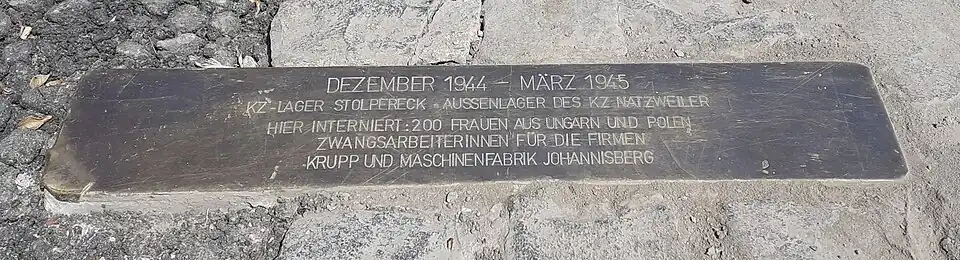 DEZEMBER 1944 – MÄRZ 1945
KZ-LAGER STOLPERECK - AUSSENLAGER DES KZ NATZWEILER
HIER INTERNIERT: 200 FRAUEN AUS UNGARN UND POLEN
ZWANGSARBEITERINNEN FÜR DIE FIRMEN
KRUPP UND MASCHINENFABRIK JOHANNISBERG